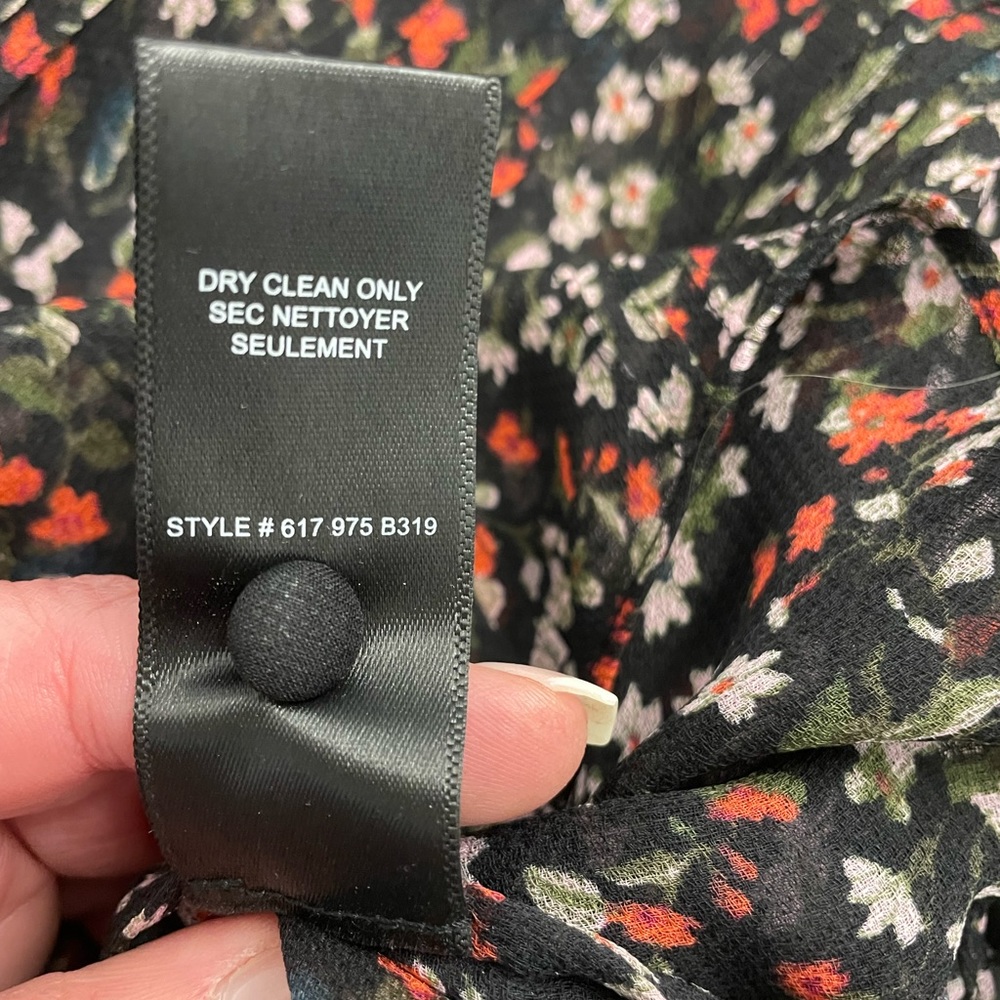 DRY CLEAN ONLY
SEC NETTOYER
SEULEMENT
STYLE # 617 975 B319